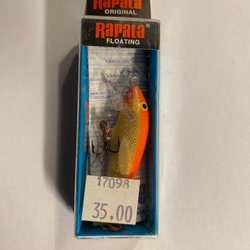 RAPALA
ORIGINAL
RAPALA
FLOATING
17098
35.00